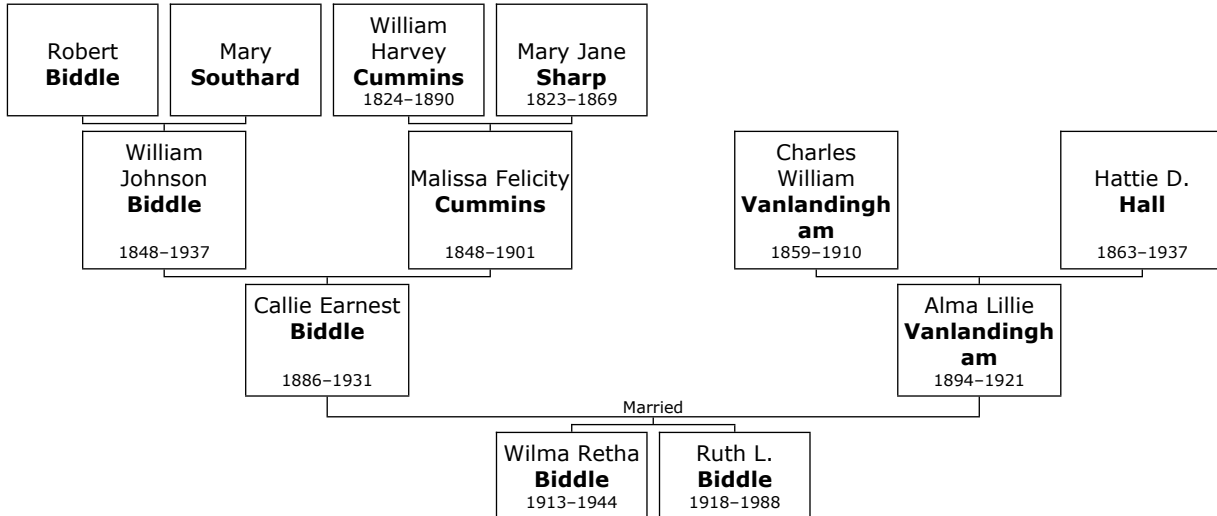 Robert
Biddle
Mary
Southard
William
Harvey
Cummins
1824–1890
Mary Jane
Sharp
1823–1869
William
Johnson
Biddle
1848–1937
Malissa Felicity
Cummins
1848–1901
Charles
William
Vanlandingh
am
1859–1910
Hattie D.
Hall
1863–1937
Callie Earnest
Biddle
1886–1931
Alma Lillie
Vanlandingh
am
1894–1921
Married
Wilma Retha
Biddle
1913–1944
Ruth L.
Biddle
1918–1988